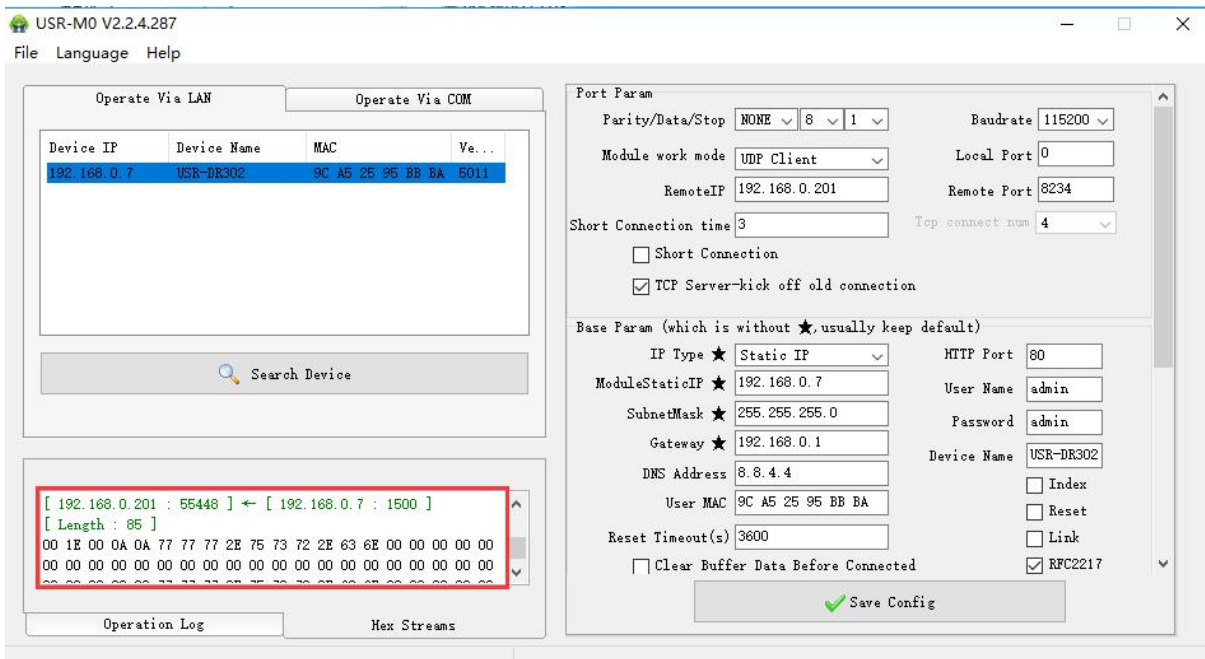 USR-M0 V2.2.4.287
File Language Help
Operate Via LAN Operate Via COM
Device IP Device Name MAC Ve...
192.168.0.7 USR-DR302 9C A5 25 95 BB BA 5011
Search Device
[ 192.168.0.201 : 55448 ] ← [ 192.168.0.7 : 1500 ]
[ Length : 85 ]
00 1E 00 0A 0A 77 77 77 2E 75 73 72 2E 63 6E 00 00 00 00 00
00 00 00 00 00 00 00 00 00 00 00 00 00 00 00 00 00 00 00 00
Operation Log Hex Streams
Port Param
Parity/Data/Stop NONE 8 1 Baudrate 115200
Module work mode UDP Client Local Port 0
RemoteIP 192.168.0.201 Remote Port 8234
Short Connection time 3 Tcp connect num 4
Short Connection
TCP Server-kick off old connection
Base Param (which is without ★, usually keep default)
IP Type ★ Static IP HTTP Port 80
ModuleStaticIP ★ 192.168.0.7 User Name admin
SubnetMask ★ 255.255.255.0 Password admin
Gateway ★ 192.168.0.1 Device Name USR-DR302
DNS Address 8.8.4.4 Index
User MAC 9C A5 25 95 BB BA Reset
Reset Timeout(s) 3600 Link
Clear Buffer Data Before Connected RFC2217
Save Config